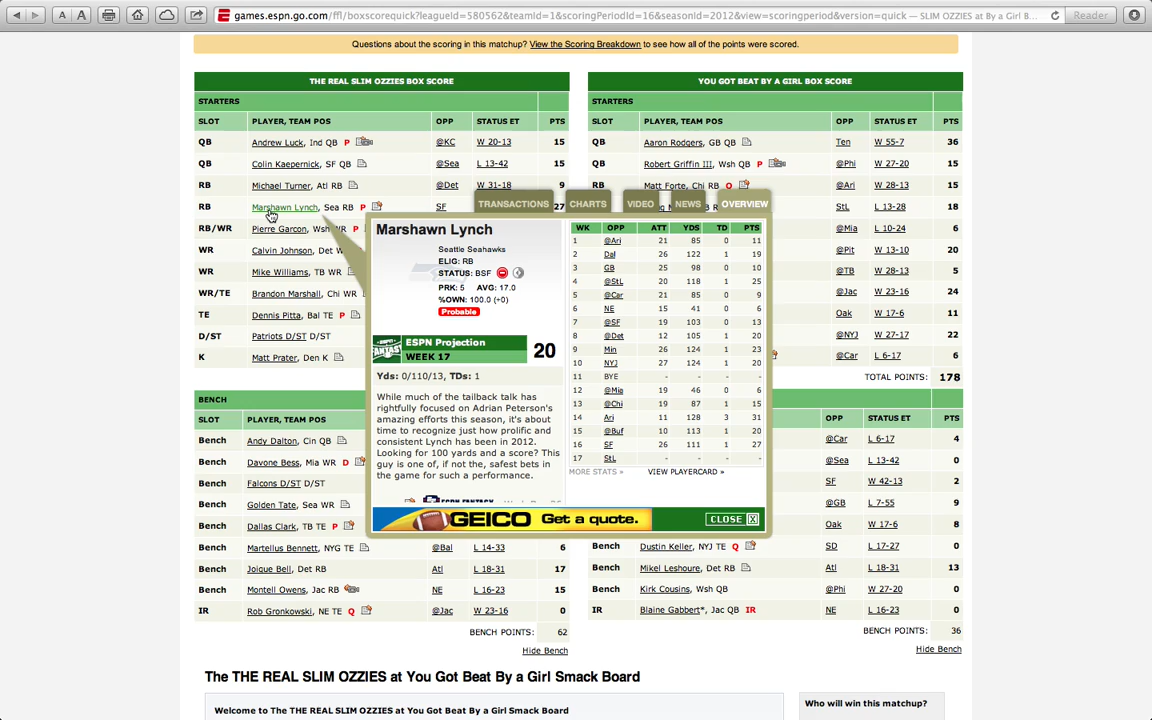 games.espn.go.com/ffl/boxscorequick?leagueId=580562&teamId=1&scoringPeriodId=16&seasonId=2012&view=scoringperiod&version=quick — SLIM OZZIES at By a Girl B... Reader
A A
Questions about the scoring in this matchup? View the Scoring Breakdown to see how all of the points were scored.
THE REAL SLIM OZZIES BOX SCORE
STARTERS
SLOT PLAYER, TEAM POS OPP STATUS ET PTS
QB Andrew Luck, Ind QB P @KC W 20-13 15
QB Colin Kaepernick, SF QB @Sea L 13-42 15
RB Michael Turner, Atl RB @Det W 31-18 9
RB Marshawn Lynch, Sea RB P SF 27
RB/WR Pierre Garcon, Wsh WR
WR Calvin Johnson, Det W
WR Mike Williams, TB WR
WR/TE Brandon Marshall, Chi WR
TE Dennis Pitta, Bal TE P
D/ST Patriots D/ST D/ST
K Matt Prater, Den K
BENCH
SLOT PLAYER, TEAM POS
Bench Andy Dalton, Cin QB
Bench Davone Bess, Mia WR D
Bench Falcons D/ST D/ST
Bench Golden Tate, Sea WR
Bench Dallas Clark, TB TE P
Bench Martellus Bennett, NYG TE @Bal L 14-33 6
Bench Joique Bell, Det RB Atl L 18-31 17
Bench Montell Owens, Jac RB NE L 16-23 15
IR Rob Gronkowski, NE TE Q @Jac W 23-16 0
BENCH POINTS: 62
Hide Bench
YOU GOT BEAT BY A GIRL BOX SCORE
STARTERS
SLOT PLAYER, TEAM POS OPP STATUS ET PTS
QB Aaron Rodgers, GB QB Ten W 55-7 36
QB Robert Griffin III, Wsh QB P @Phi W 27-20 15
RB Matt Forte, Chi RB Q @Ari W 28-13 15
StL L 13-28 18
@Mia L 10-24 6
@Pit W 13-10 20
@TB W 28-13 5
@Jac W 23-16 24
Oak W 17-6 11
@NYJ W 27-17 22
@Car L 6-17 6
TOTAL POINTS: 178
OPP STATUS ET PTS
@Car L 6-17 4
@Sea L 13-42 0
SF W 42-13 2
@GB L 7-55 9
Oak W 17-6 8
Bench Dustin Keller, NYJ TE Q SD L 17-27 0
Bench Mikel Leshoure, Det RB Atl L 18-31 13
Bench Kirk Cousins, Wsh QB @Phi W 27-20 0
IR Blaine Gabbert*, Jac QB IR NE L 16-23 0
BENCH POINTS: 36
Hide Bench
TRANSACTIONS CHARTS VIDEO NEWS OVERVIEW
Marshawn Lynch
Seattle Seahawks
ELIG: RB
STATUS: BSF
PRK: 5 AVG: 17.0
%OWN: 100.0 (+0)
Probable
ESPN Projection
WEEK 17
20
Yds: 0/110/13, TDs: 1
While much of the tailback talk has
rightfully focused on Adrian Peterson's
amazing efforts this season, it's about
time to recognize just how prolific and
consistent Lynch has been in 2012.
Looking for 100 yards and a score? This
guy is one of, if not the, safest bets in
the game for such a performance.
ESPN FANTASY
WK OPP ATT YDS TD PTS
1 @Ari 21 85 0 11
2 Dal 26 122 1 19
3 GB 25 98 0 10
4 @StL 20 118 1 25
5 @Car 21 85 0 9
6 NE 15 41 0 6
7 @SF 19 103 0 13
8 @Det 12 105 1 20
9 Min 26 124 1 23
10 NYJ 27 124 1 20
11 BYE - - - -
12 @Mia 19 46 0 6
13 @Chi 19 87 1 15
14 Ari 11 128 3 31
15 @Buf 10 113 1 20
16 SF 26 111 1 27
17 StL - - - -
MORE STATS » VIEW PLAYERCARD »
GEICO Get a quote.
CLOSE X
The THE REAL SLIM OZZIES at You Got Beat By a Girl Smack Board
Welcome to The THE REAL SLIM OZZIES at You Got Beat By a Girl Smack Board
Who will win this matchup?